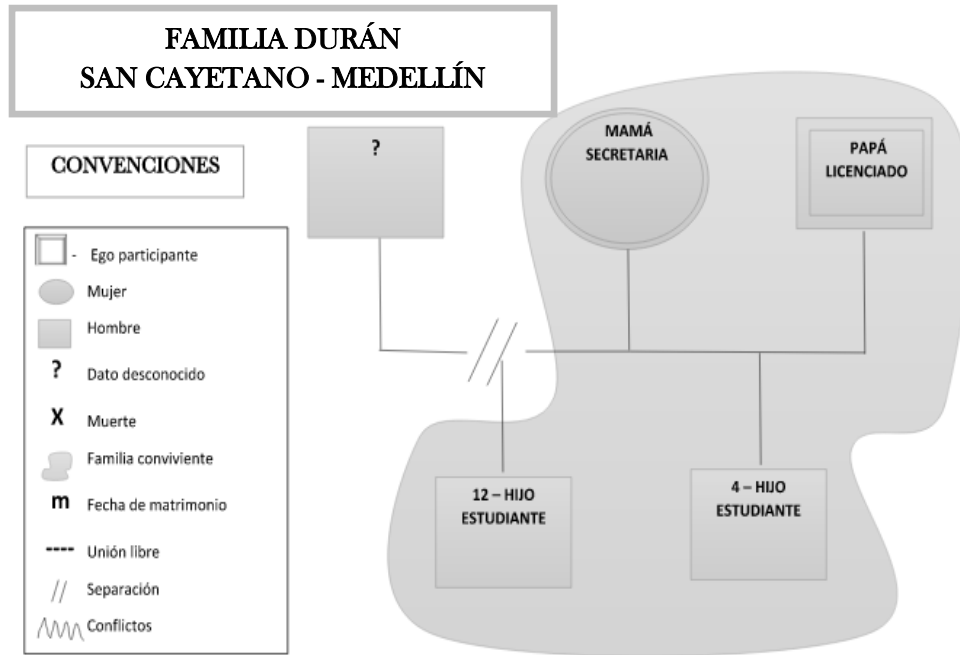 FAMILIA DURÁN
SAN CAYETANO - MEDELLÍN
CONVENCIONES
- Ego participante
Mujer
Hombre
? Dato desconocido
X Muerte
Familia conviviente
m Fecha de matrimonio
---- Unión libre
// Separación
Conflictos
?
MAMÁ
SECRETARIA
PAPÁ
LICENCIADO
12 – HIJO
ESTUDIANTE
4 – HIJO
ESTUDIANTE